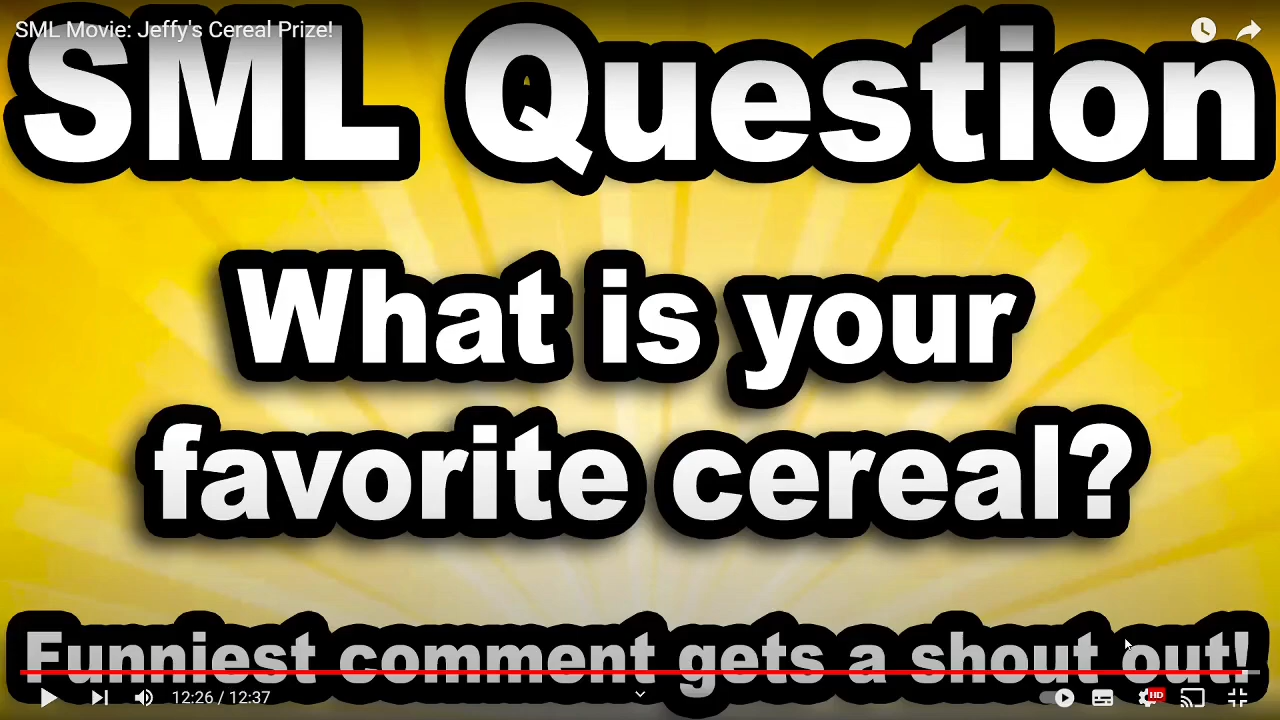 SML Movie: Jeffy's Cereal Prize!
SML Question
What is your
favorite cereal?
Funniest comment gets a shout out!
12:26 / 12:37
HD